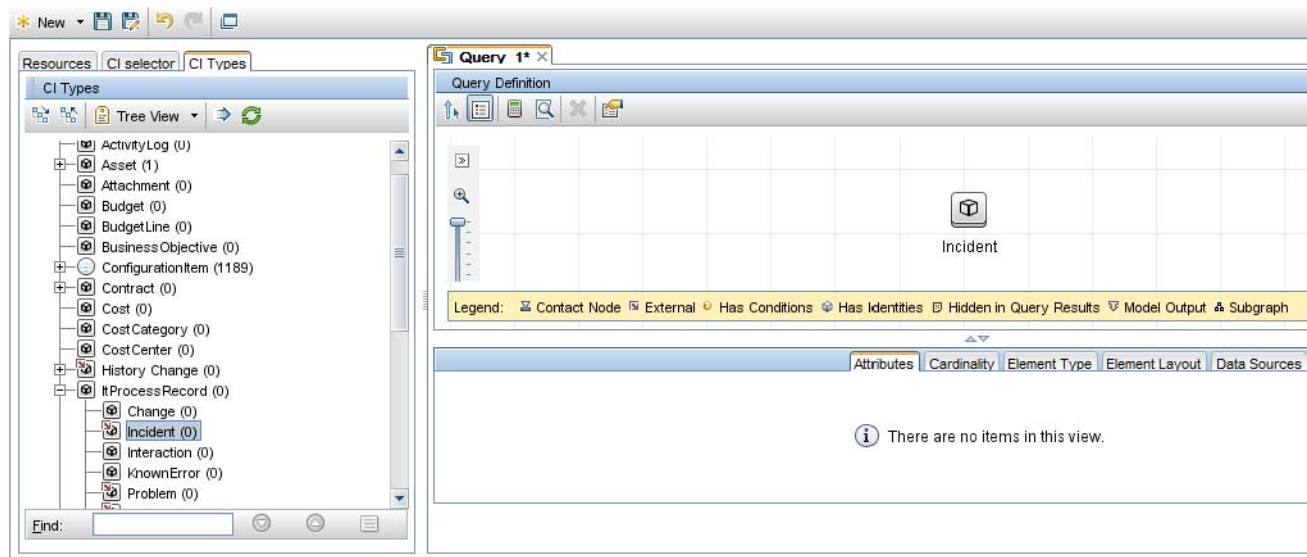 New
Resources CI selector CI Types
CI Types
Tree View
ActivityLog (0)
Asset (1)
Attachment (0)
Budget (0)
BudgetLine (0)
BusinessObjective (0)
ConfigurationItem (1189)
Contract (0)
Cost (0)
CostCategory (0)
CostCenter (0)
History Change (0)
ItProcessRecord (0)
Change (0)
Incident (0)
Interaction (0)
KnownError (0)
Problem (0)
Find:
Query 1*
Query Definition
Incident
Legend: Contact Node External Has Conditions Has Identities Hidden in Query Results Model Output Subgraph
Attributes Cardinality Element Type Element Layout Data Sources
There are no items in this view.